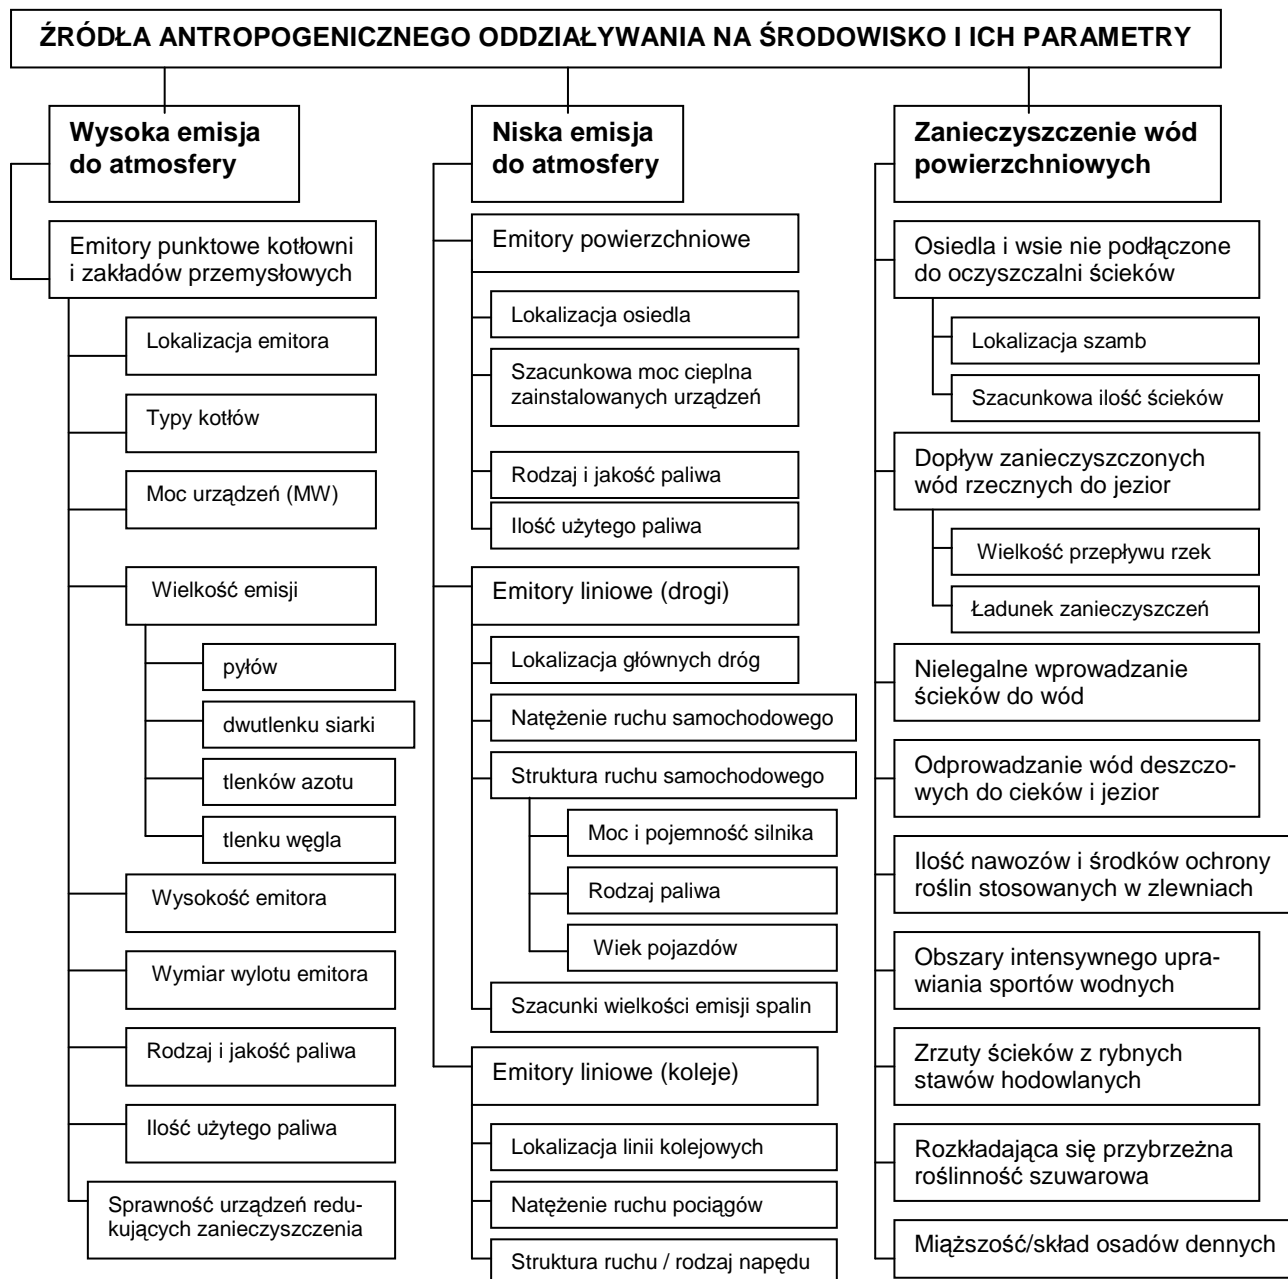 ŹRÓDŁA ANTROPOGENICZNEGO ODDZIAŁYWANIA NA ŚRODOWISKO I ICH PARAMETRY
Wysoka emisja
do atmosfery
Emitory punktowe kotłowni
i zakładów przemysłowych
Lokalizacja emitora
Typy kotłów
Moc urządzeń (MW)
Wielkość emisji
pyłów
dwutlenku siarki
tlenków azotu
tlenku węgla
Wysokość emitora
Wymiar wylotu emitora
Rodzaj i jakość paliwa
Ilość użytego paliwa
Sprawność urządzeń redu-
kujących zanieczyszczenia
Niska emisja
do atmosfery
Emitory powierzchniowe
Lokalizacja osiedla
Szacunkowa moc cieplna
zainstalowanych urządzeń
Rodzaj i jakość paliwa
Ilość użytego paliwa
Emitory liniowe (drogi)
Lokalizacja głównych dróg
Natężenie ruchu samochodowego
Struktura ruchu samochodowego
Moc i pojemność silnika
Rodzaj paliwa
Wiek pojazdów
Szacunki wielkości emisji spalin
Emitory liniowe (koleje)
Lokalizacja linii kolejowych
Natężenie ruchu pociągów
Struktura ruchu / rodzaj napędu
Zanieczyszczenie wód
powierzchniowych
Osiedla i wsie nie podłączone
do oczyszczalni ścieków
Lokalizacja szamb
Szacunkowa ilość ścieków
Dopływ zanieczyszczonych
wód rzecznych do jezior
Wielkość przepływu rzek
Ładunek zanieczyszczeń
Nielegalne wprowadzanie
ścieków do wód
Odprowadzanie wód deszczo-
wych do cieków i jezior
Ilość nawozów i środków ochrony
roślin stosowanych w zlewniach
Obszary intensywnego upra-
wiania sportów wodnych
Zrzuty ścieków z rybnych
stawów hodowlanych
Rozkładająca się przybrzeżna
roślinność szuwarowa
Miąższość/skład osadów dennych